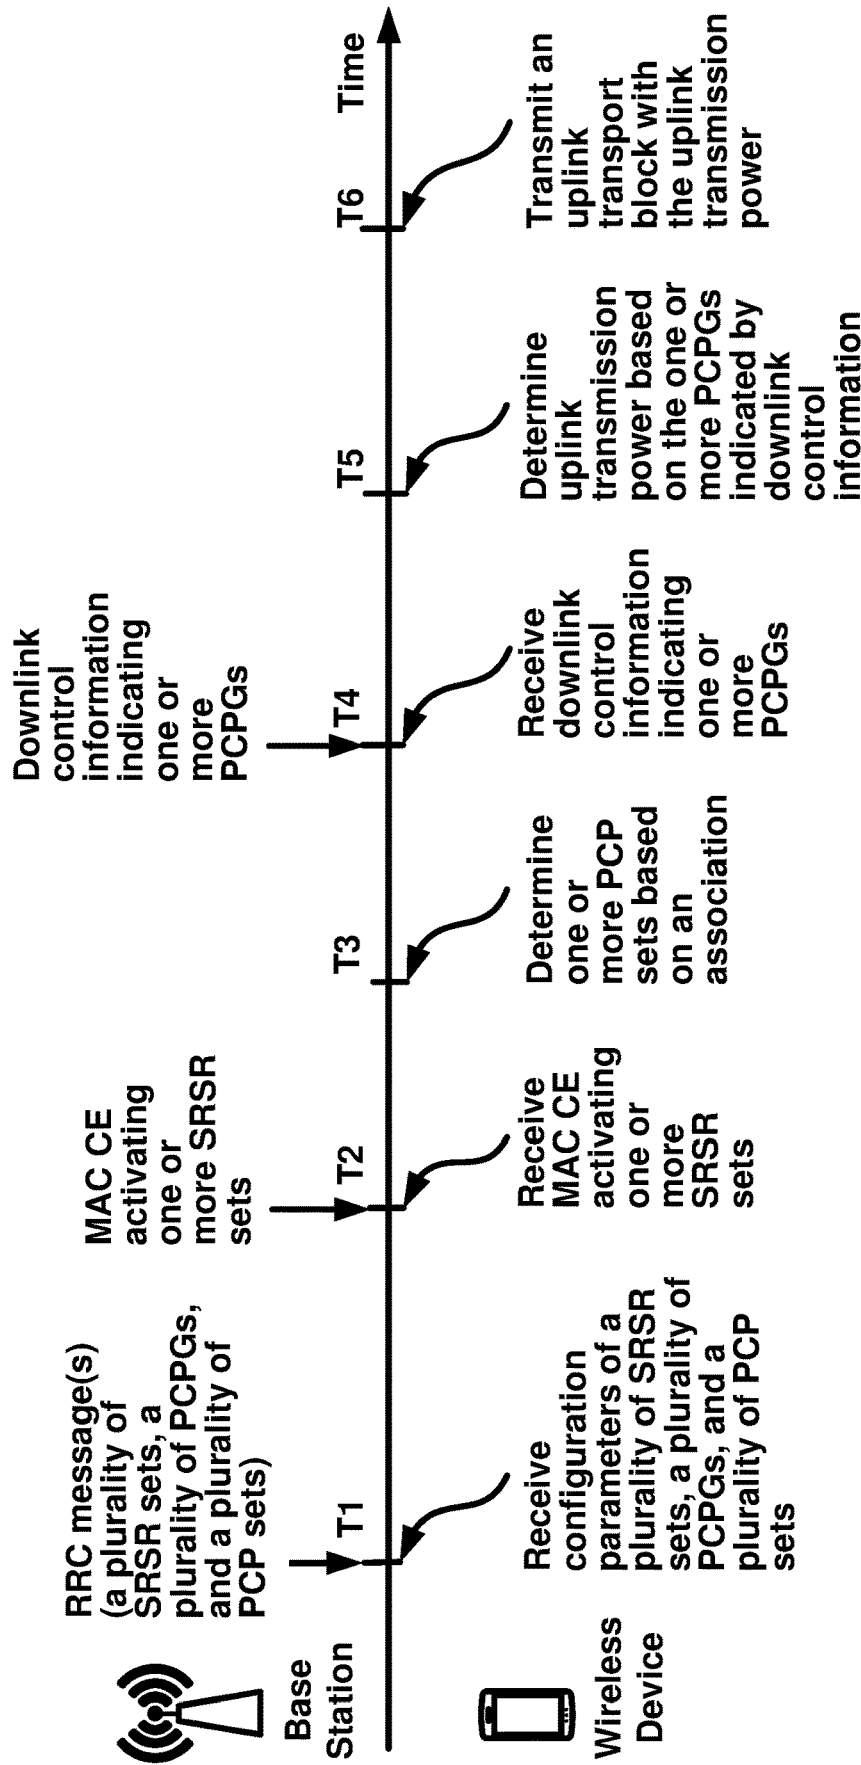 Base
Station
RRC message(s)
(a plurality of
SRSR sets, a
plurality of PCPGs,
and a plurality of
PCP sets)
MAC CE
activating
one or
more SRSR
sets
Downlink
control
information
indicating
one or
more
PCPGs
T1
T2
T3
T4
T5
T6
Time
Wireless
Device
Receive
configuration
parameters of a
plurality of SRSR
sets, a plurality of
PCPGs, and a
plurality of PCP
sets
Receive
MAC CE
activating
one or
more
SRSR
sets
Determine
one or
more PCP
sets based
on an
association
Receive
downlink
control
information
indicating
one or
more
PCPGs
Determine
uplink
transmission
power based
on the one or
more PCPGs
indicated by
downlink
control
information
Transmit an
uplink
transport
block with
the uplink
transmission
power